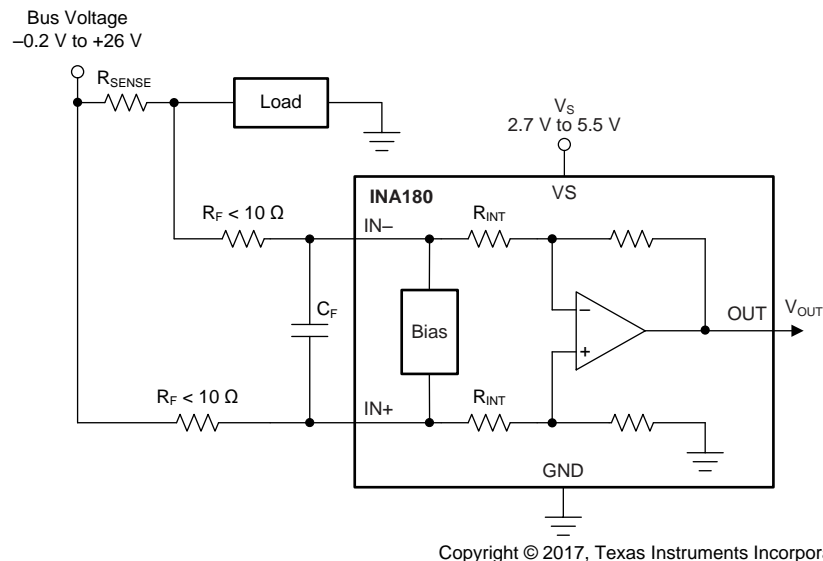 Bus Voltage
–0.2 V to +26 V
RSENSE
Load
VS
2.7 V to 5.5 V
INA180
VS
RF < 10 Ω
IN–
RINT
CF
Bias
–
+
OUT
VOUT
RF < 10 Ω
IN+
RINT
GND
Copyright © 2017, Texas Instruments Incorpora